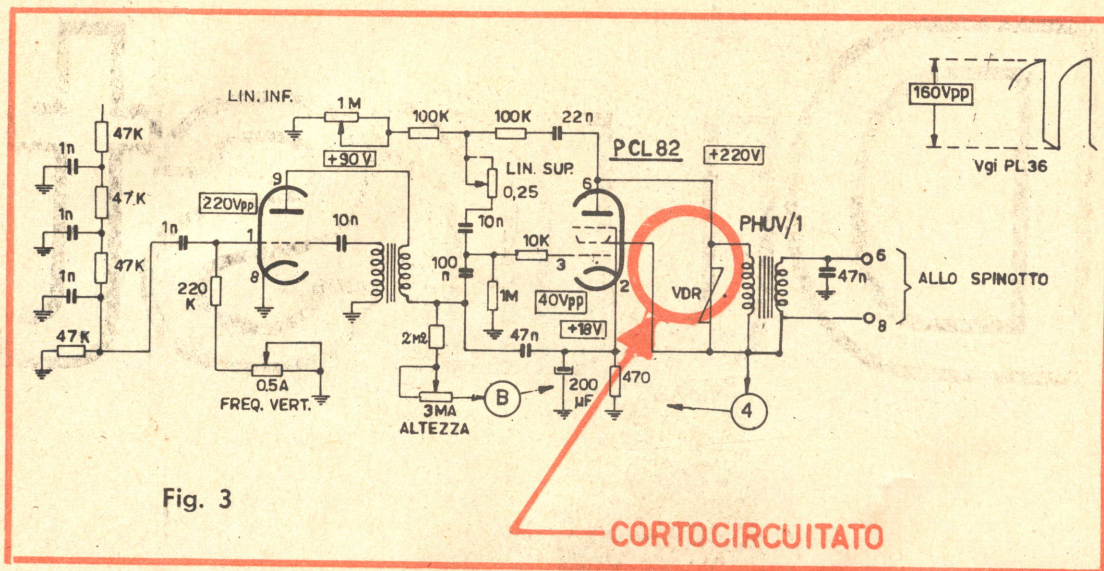 LIN. INF.
1 M
100K
100K
22n
PCL82
+220V
160Vpp
Vgi PL36
47K
1n
+90V
LIN. SUP.
0,25
6
PHUV/1
9
220Vpp
10n
10n
47K
1n
1n
1
10K
3
47n
6
ALLO SPINOTTO
8
47K
1n
8
100
n
220
K
1M
40Vpp
2
VDR
+18V
47K
2MΩ
47n
0.5A
FREQ. VERT.
3MA
ALTEZZA
B
200
µF
470
4
Fig. 3
CORTOCIRCUITATO